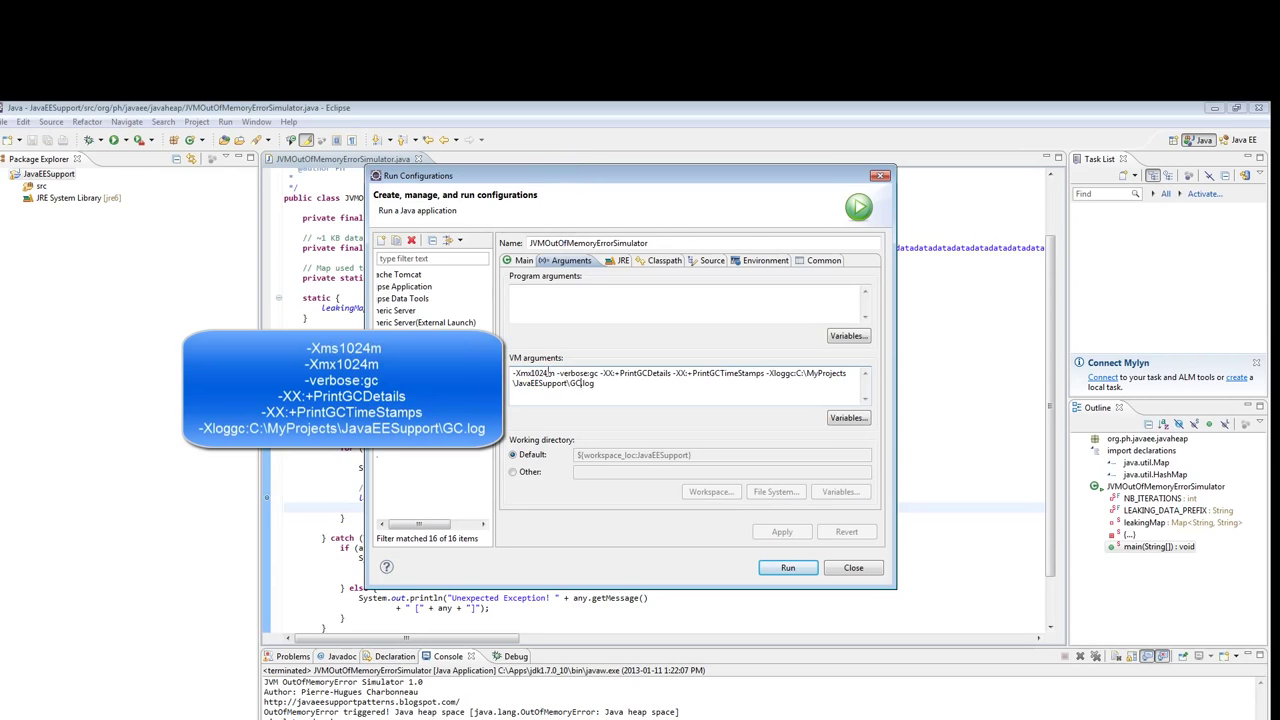 Java - JavaEESupport/src/org/ph/javaee/javaheap/JVMOutOfMemoryErrorSimulator.java - Eclipse
File Edit Source Refactor Navigate Search Project Run Window Help
Java Java EE
Package Explorer
JVMOutOfMemoryErrorSimulator.java
Task List
JavaEESupport
src
JRE System Library [jre6]
*/
public class JVMO
private final
// ~1 KB data
private final
atadatadatadatadatadatadatadata
// Map used t
private stati
static {
leakingMa
}
Find All Activate...
Run Configurations
Create, manage, and run configurations
Run a Java application
type filter text
ache Tomcat
pse Application
pse Data Tools
eric Server
eric Server(External Launch)
Filter matched 16 of 16 items
Name: JVMOutOfMemoryErrorSimulator
Main Arguments JRE Classpath Source Environment Common
Program arguments:
Variables...
VM arguments:
-Xmx1024m -verbose:gc -XX:+PrintGCDetails -XX:+PrintGCTimeStamps -Xloggc:C:\MyProjects
\JavaEESupport\GC.log
Variables...
Working directory:
Default: ${workspace_loc:JavaEESupport}
Other:
Workspace... File System... Variables...
Apply Revert
Run Close
-Xms1024m
-Xmx1024m
-verbose:gc
-XX:+PrintGCDetails
-XX:+PrintGCTimeStamps
-Xloggc:C:\MyProjects\JavaEESupport\GC.log
Connect Mylyn
Connect to your task and ALM tools or create a
local task.
Outline
org.ph.javaee.javaheap
import declarations
java.util.Map
java.util.HashMap
JVMOutOfMemoryErrorSimulator
NB_ITERATIONS : int
LEAKING_DATA_PREFIX : String
leakingMap : Map<String, String>
{...}
main(String[]) : void
}
} catch (
if (a
S
} else {
System.out.println("Unexpected Exception! " + any.getMessage()
+ " [" + any + "]");
}
}
Problems Javadoc Declaration Console Debug
<terminated> JVMOutOfMemoryErrorSimulator [Java Application] C:\Apps\jdk1.7.0_10\bin\javaw.exe (2013-01-11 1:22:07 PM)
JVM OutOfMemoryError Simulator 1.0
Author: Pierre-Hugues Charbonneau
http://javaeesupportpatterns.blogspot.com/
OutOfMemoryError triggered! Java heap space [java.lang.OutOfMemoryError: Java heap space]